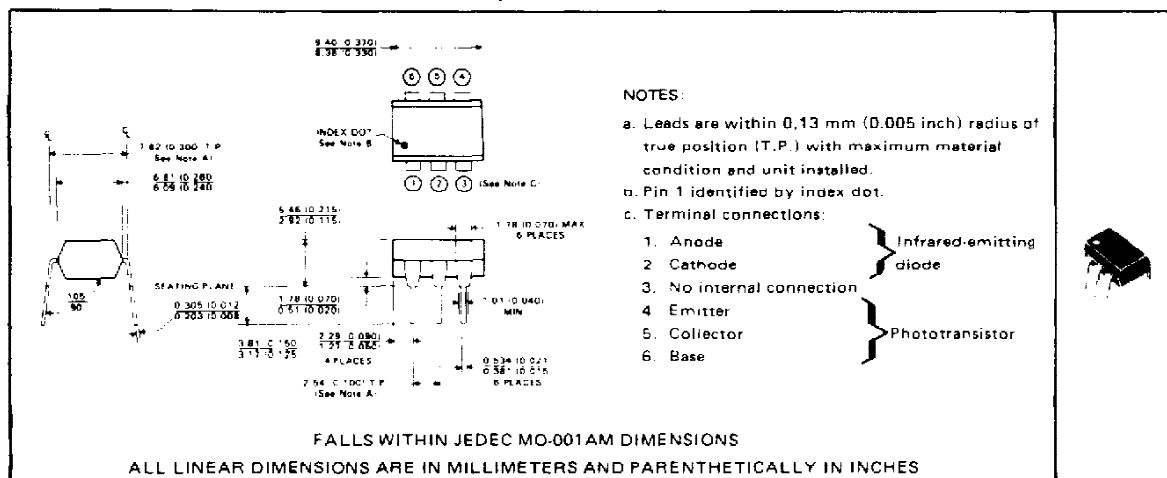 9.40 (0.370)
8.38 (0.330)
6 5 4
INDEX DOT
See Note B
1 2 3 (See Note C)
7.62 (0.300) T.P.
See Note A)
6.81 (0.260
6.09 (0.240
5.46 (0.215)
2.92 (0.115)
1.78 (0.070) MAX
6 PLACES
105
90
SEATING PLANE
0.305 (0.012
0.203 (0.008
1.78 (0.070)
0.51 (0.020)
1.01 (0.040)
MIN
3.81 (0.150
3.17 (0.125
2.29 (0.090)
1.27 (0.050)
4 PLACES
0.534 (0.021
0.381 (0.015
6 PLACES
2.54 (0.100) T.P.
(See Note A)
NOTES:
a. Leads are within 0,13 mm (0.005 inch) radius of
true position (T.P.) with maximum material
condition and unit installed.
b. Pin 1 identified by index dot.
c. Terminal connections:
1. Anode
2 Cathode
Infrared-emitting
diode
3. No internal connection
4 Emitter
5. Collector
6. Base
Phototransistor
FALLS WITHIN JEDEC MO-001AM DIMENSIONS
ALL LINEAR DIMENSIONS ARE IN MILLIMETERS AND PARENTHETICALLY IN INCHES